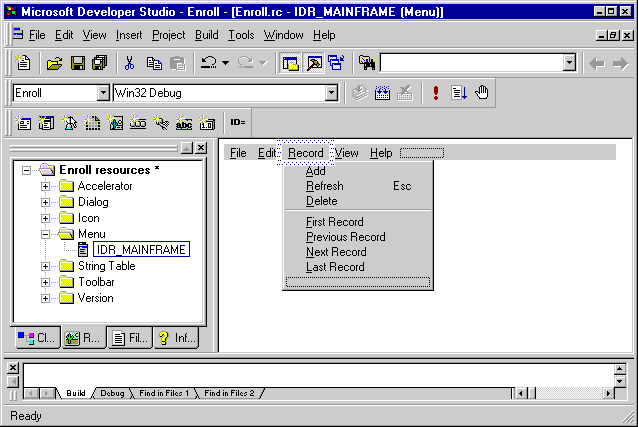 Microsoft Developer Studio - Enroll - [Enroll.rc - IDR_MAINFRAME (Menu)]
File Edit View Insert Project Build Tools Window Help
Enroll Win32 Debug
ID=
Enroll resources *
Accelerator
Dialog
Icon
Menu
IDR_MAINFRAME
String Table
Toolbar
Version
Cl... R... Fil... Inf...
File Edit Record View Help
Add
Refresh Esc
Delete
First Record
Previous Record
Next Record
Last Record
Build Debug Find in Files 1 Find in Files 2
Ready